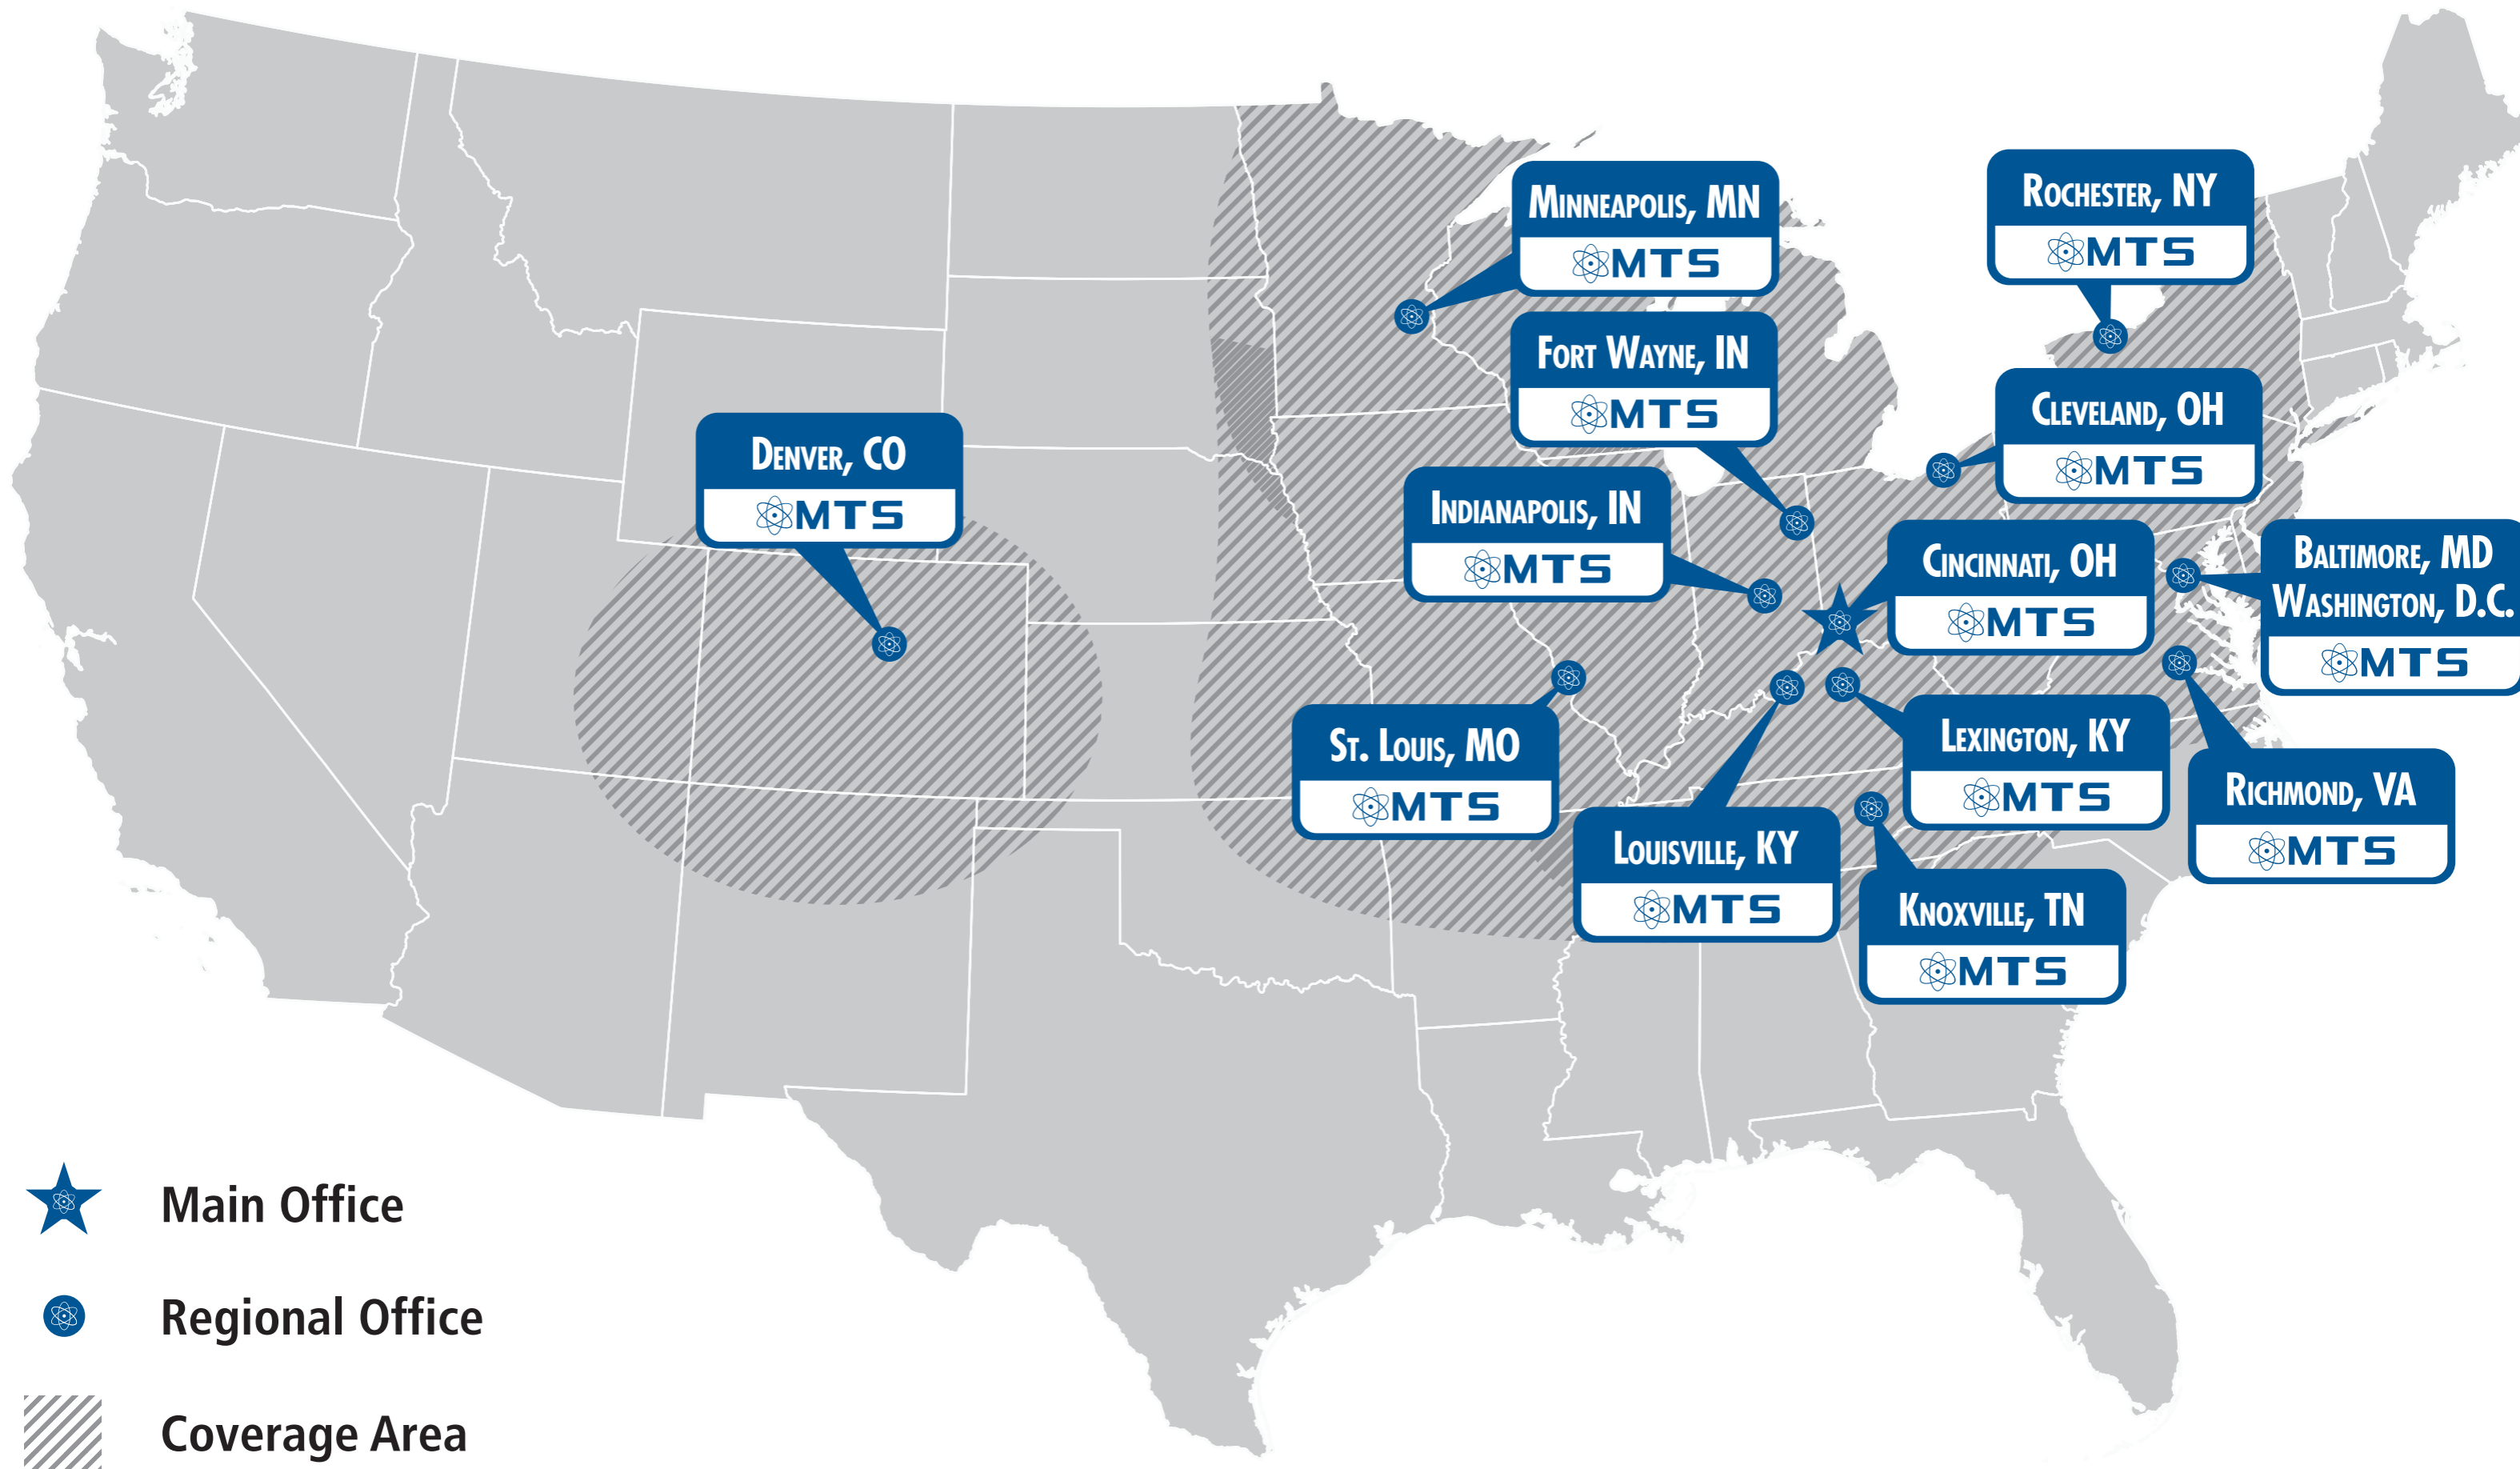 Minneapolis, MN
MTS
Rochester, NY
MTS
Fort Wayne, IN
MTS
Cleveland, OH
MTS
Denver, CO
MTS
Indianapolis, IN
MTS
Cincinnati, OH
MTS
Baltimore, MD
Washington, D.C.
MTS
St. Louis, MO
MTS
Lexington, KY
MTS
Richmond, VA
MTS
Louisville, KY
MTS
Knoxville, TN
MTS
Main Office
Regional Office
Coverage Area